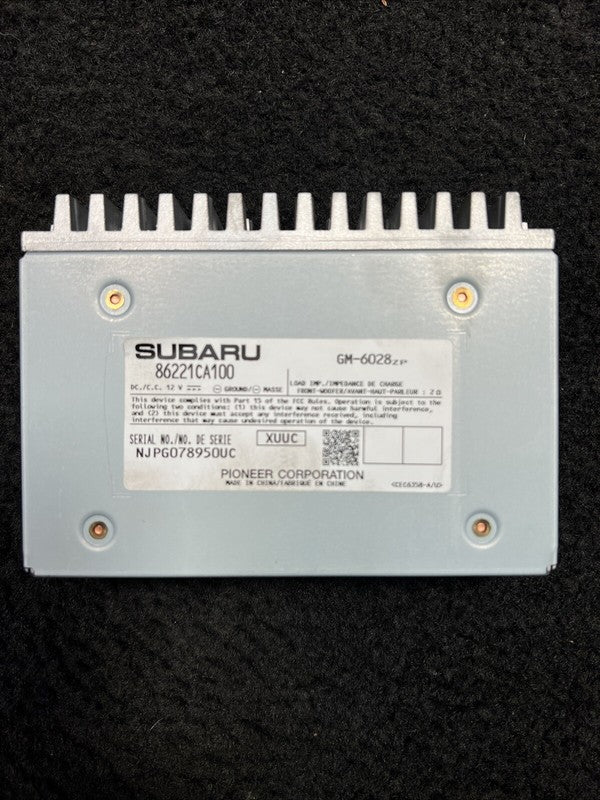 SUBARU
86221CA100
GM-6028ZP
DC./C.C. 12 V ⎓ ⊖ GROUND/⊖ MASSE
LOAD IMP./IMPEDANCE DE CHARGE
FRONT-WOOFER/AVANT-HAUT-PARLEUR : 2 Ω
This device complies with Part 15 of the FCC Rules. Operation is subject to the
following two conditions: (1) this device may not cause harmful interference,
and (2) this device must accept any interference received, including
interference that may cause undesired operation of the device.
SERIAL NO./NO. DE SERIE
XUUC
NJPG078950UC
PIONEER CORPORATION
MADE IN CHINA/FABRIQUÉ EN CHINE
<CEC6358-A/U>